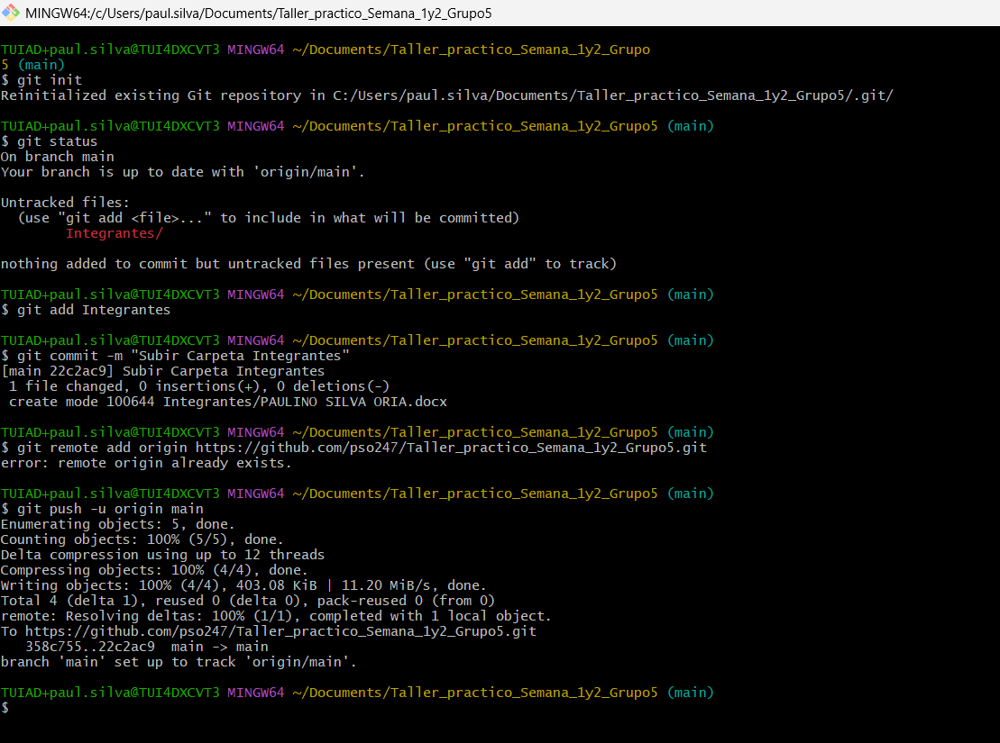 MINGW64:/c/Users/paul.silva/Documents/Taller_practico_Semana_1y2_Grupo5
TUIAD+paul.silva@TUI4DXCVT3 MINGW64 ~/Documents/Taller_practico_Semana_1y2_Grupo
5 (main)
$ git init
Reinitialized existing Git repository in C:/Users/paul.silva/Documents/Taller_practico_Semana_1y2_Grupo5/.git/
TUIAD+paul.silva@TUI4DXCVT3 MINGW64 ~/Documents/Taller_practico_Semana_1y2_Grupo5 (main)
$ git status
On branch main
Your branch is up to date with 'origin/main'.
Untracked files:
(use "git add <file>..." to include in what will be committed)
Integrantes/
nothing added to commit but untracked files present (use "git add" to track)
TUIAD+paul.silva@TUI4DXCVT3 MINGW64 ~/Documents/Taller_practico_Semana_1y2_Grupo5 (main)
$ git add Integrantes
TUIAD+paul.silva@TUI4DXCVT3 MINGW64 ~/Documents/Taller_practico_Semana_1y2_Grupo5 (main)
$ git commit -m "Subir Carpeta Integrantes"
[main 22c2ac9] Subir Carpeta Integrantes
1 file changed, 0 insertions(+), 0 deletions(-)
create mode 100644 Integrantes/PAULINO SILVA ORIA.docx
TUIAD+paul.silva@TUI4DXCVT3 MINGW64 ~/Documents/Taller_practico_Semana_1y2_Grupo5 (main)
$ git remote add origin https://github.com/pso247/Taller_practico_Semana_1y2_Grupo5.git
error: remote origin already exists.
TUIAD+paul.silva@TUI4DXCVT3 MINGW64 ~/Documents/Taller_practico_Semana_1y2_Grupo5 (main)
$ git push -u origin main
Enumerating objects: 5, done.
Counting objects: 100% (5/5), done.
Delta compression using up to 12 threads
Compressing objects: 100% (4/4), done.
Writing objects: 100% (4/4), 403.08 KiB | 11.20 MiB/s, done.
Total 4 (delta 1), reused 0 (delta 0), pack-reused 0 (from 0)
remote: Resolving deltas: 100% (1/1), completed with 1 local object.
To https://github.com/pso247/Taller_practico_Semana_1y2_Grupo5.git
358c755..22c2ac9  main -> main
branch 'main' set up to track 'origin/main'.
TUIAD+paul.silva@TUI4DXCVT3 MINGW64 ~/Documents/Taller_practico_Semana_1y2_Grupo5 (main)
$